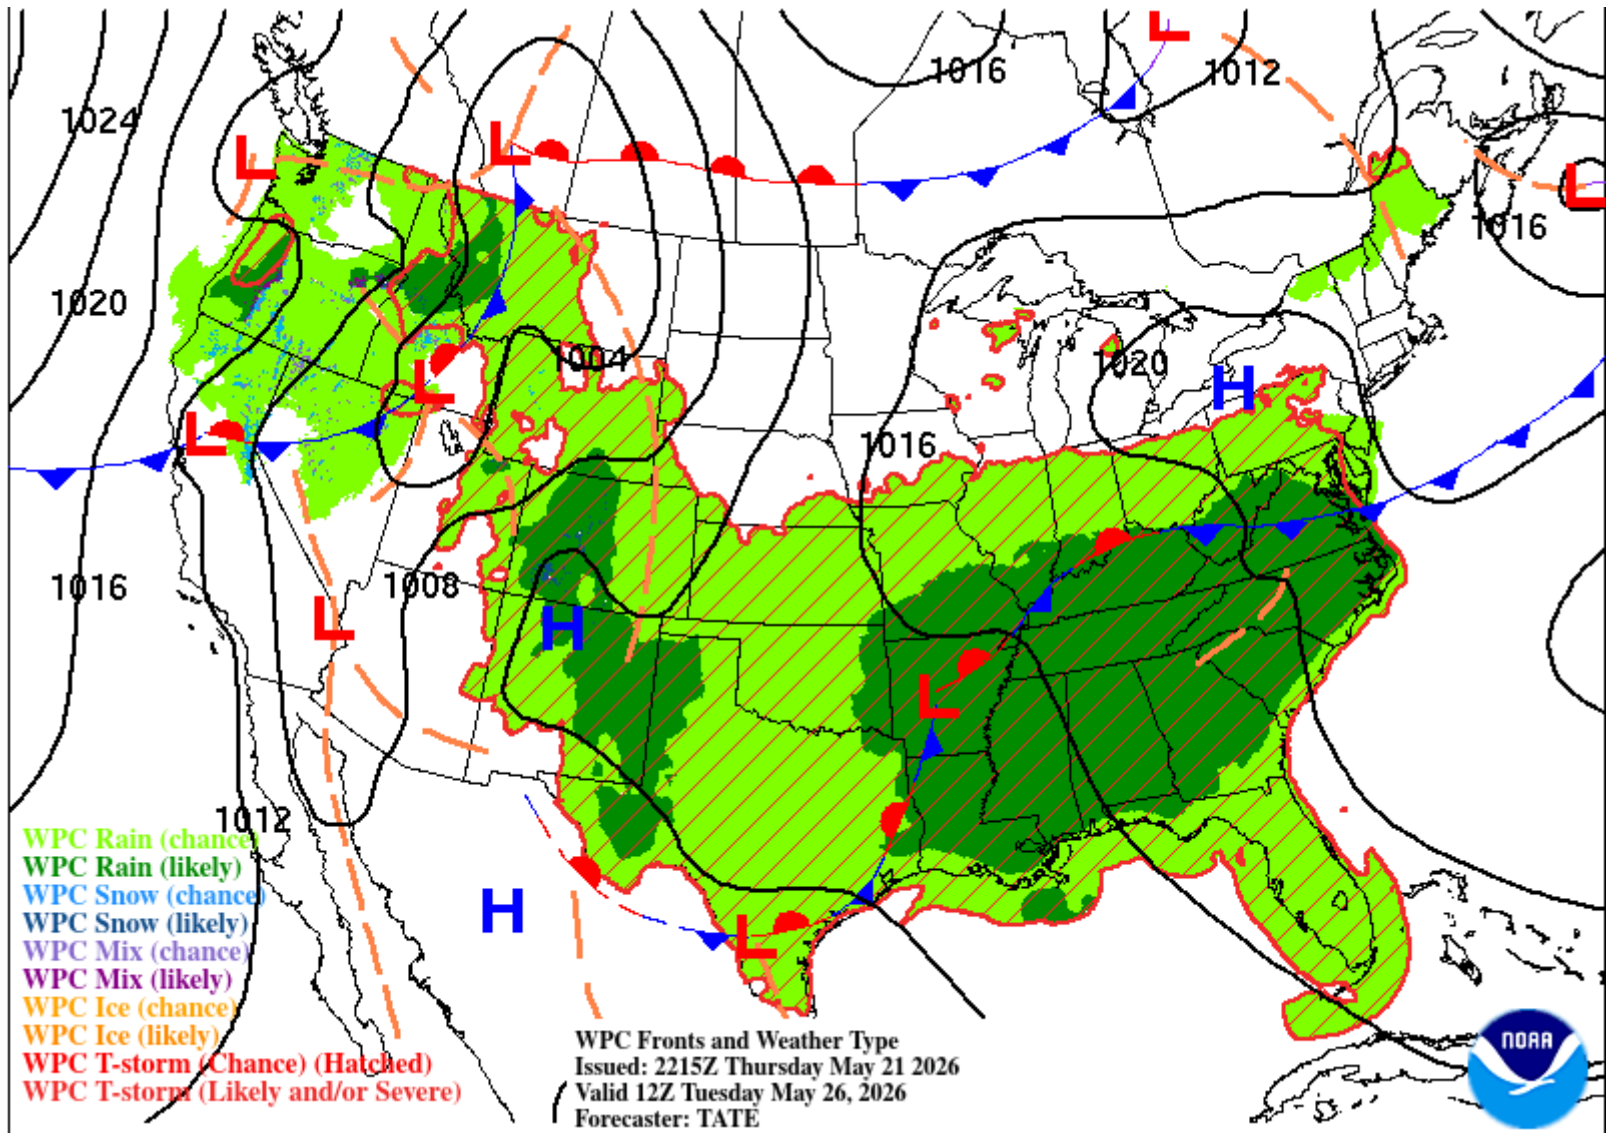 L
1016
1012
1024
L
L
L
1016
1020
1004
1020
L
H
L
1016
1016
1008
L
H
L
1012
WPC Rain (chance)
WPC Rain (likely)
WPC Snow (chance)
WPC Snow (likely)
WPC Mix (chance)
WPC Mix (likely)
WPC Ice (chance)
WPC Ice (likely)
WPC T-storm (Chance) (Hatched)
WPC T-storm (Likely and/or Severe)
H
L
WPC Fronts and Weather Type
Issued: 2215Z Thursday May 21 2026
Valid 12Z Tuesday May 26, 2026
Forecaster: TATE
NOAA